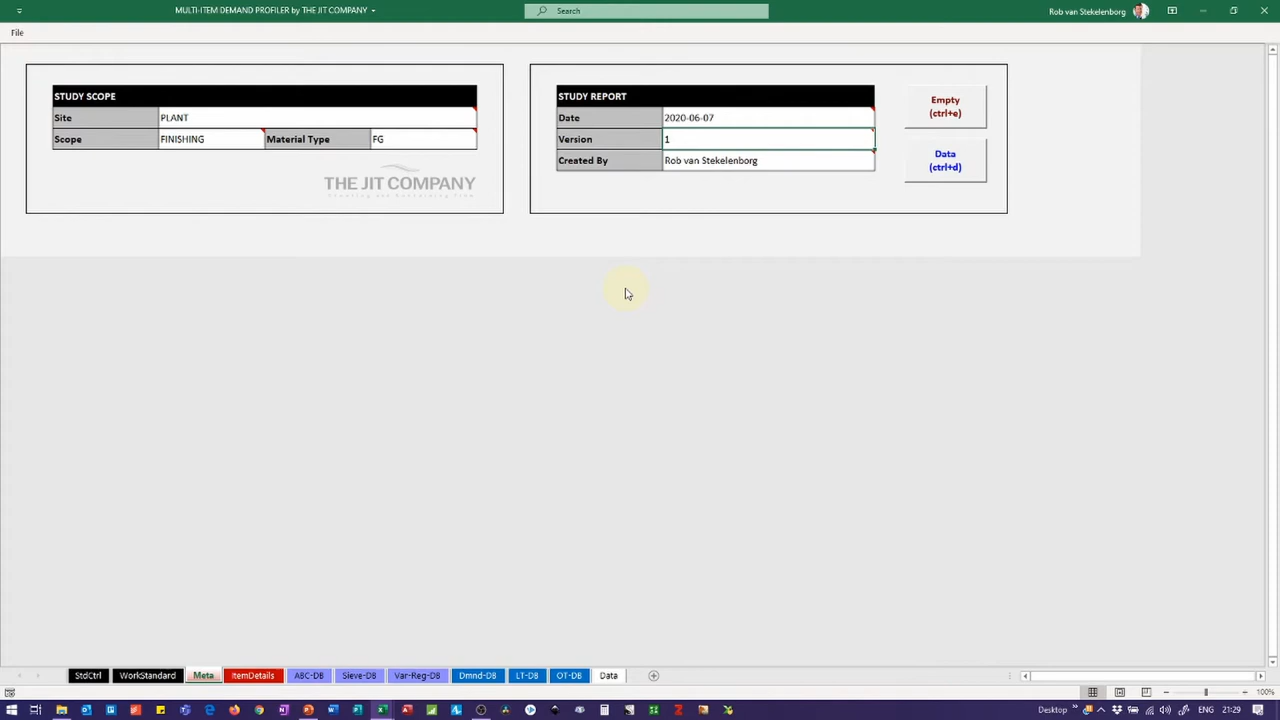 MULTI-ITEM DEMAND PROFILER by THE JIT COMPANY
Search
Rob van Stekelenborg
File
STUDY SCOPE
Site PLANT
Scope FINISHING Material Type FG
THE JIT COMPANY
STUDY REPORT
Date 2020-06-07
Version 1
Created By Rob van Stekelenborg
Empty
(ctrl+e)
Data
(ctrl+d)
StdCtrl WorkStandard Meta ItemDetails ABC-DB Sieve-DB Var-Reg-DB Dmnd-DB LT-DB OT-DB Data
100%
Desktop ENG 21:29